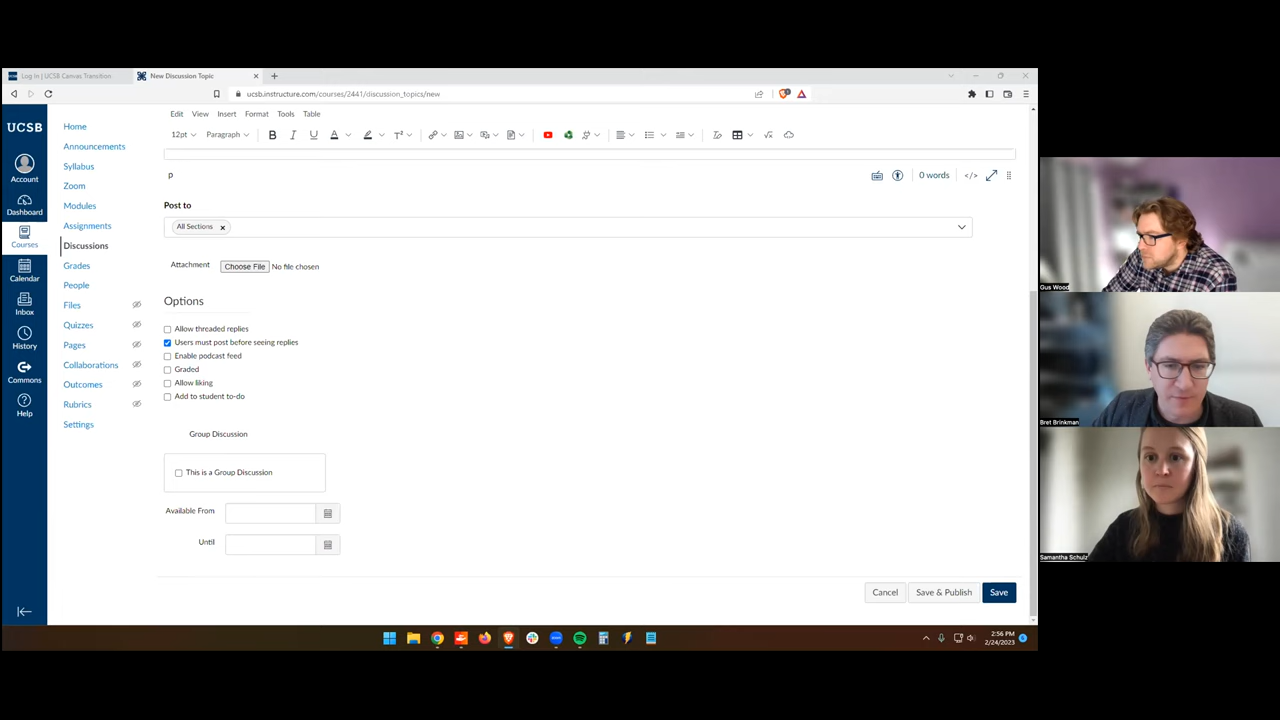 Log In | UCSB Canvas Transition
New Discussion Topic
ucsb.instructure.com/courses/2441/discussion_topics/new
UCSB
Account
Dashboard
Courses
Calendar
Inbox
History
Commons
Help
Home
Announcements
Syllabus
Zoom
Modules
Assignments
Discussions
Grades
People
Files
Quizzes
Pages
Collaborations
Outcomes
Rubrics
Settings
Edit View Insert Format Tools Table
12pt Paragraph B I U A T²
p
0 words </>
Post to
All Sections
Attachment Choose File No file chosen
Options
Allow threaded replies
Users must post before seeing replies
Enable podcast feed
Graded
Allow liking
Add to student to-do
Group Discussion
This is a Group Discussion
Available From
Until
Cancel Save & Publish Save
2:56 PM
2/24/2023
Gus Wood
Bret Brinkman
Samantha Schulz